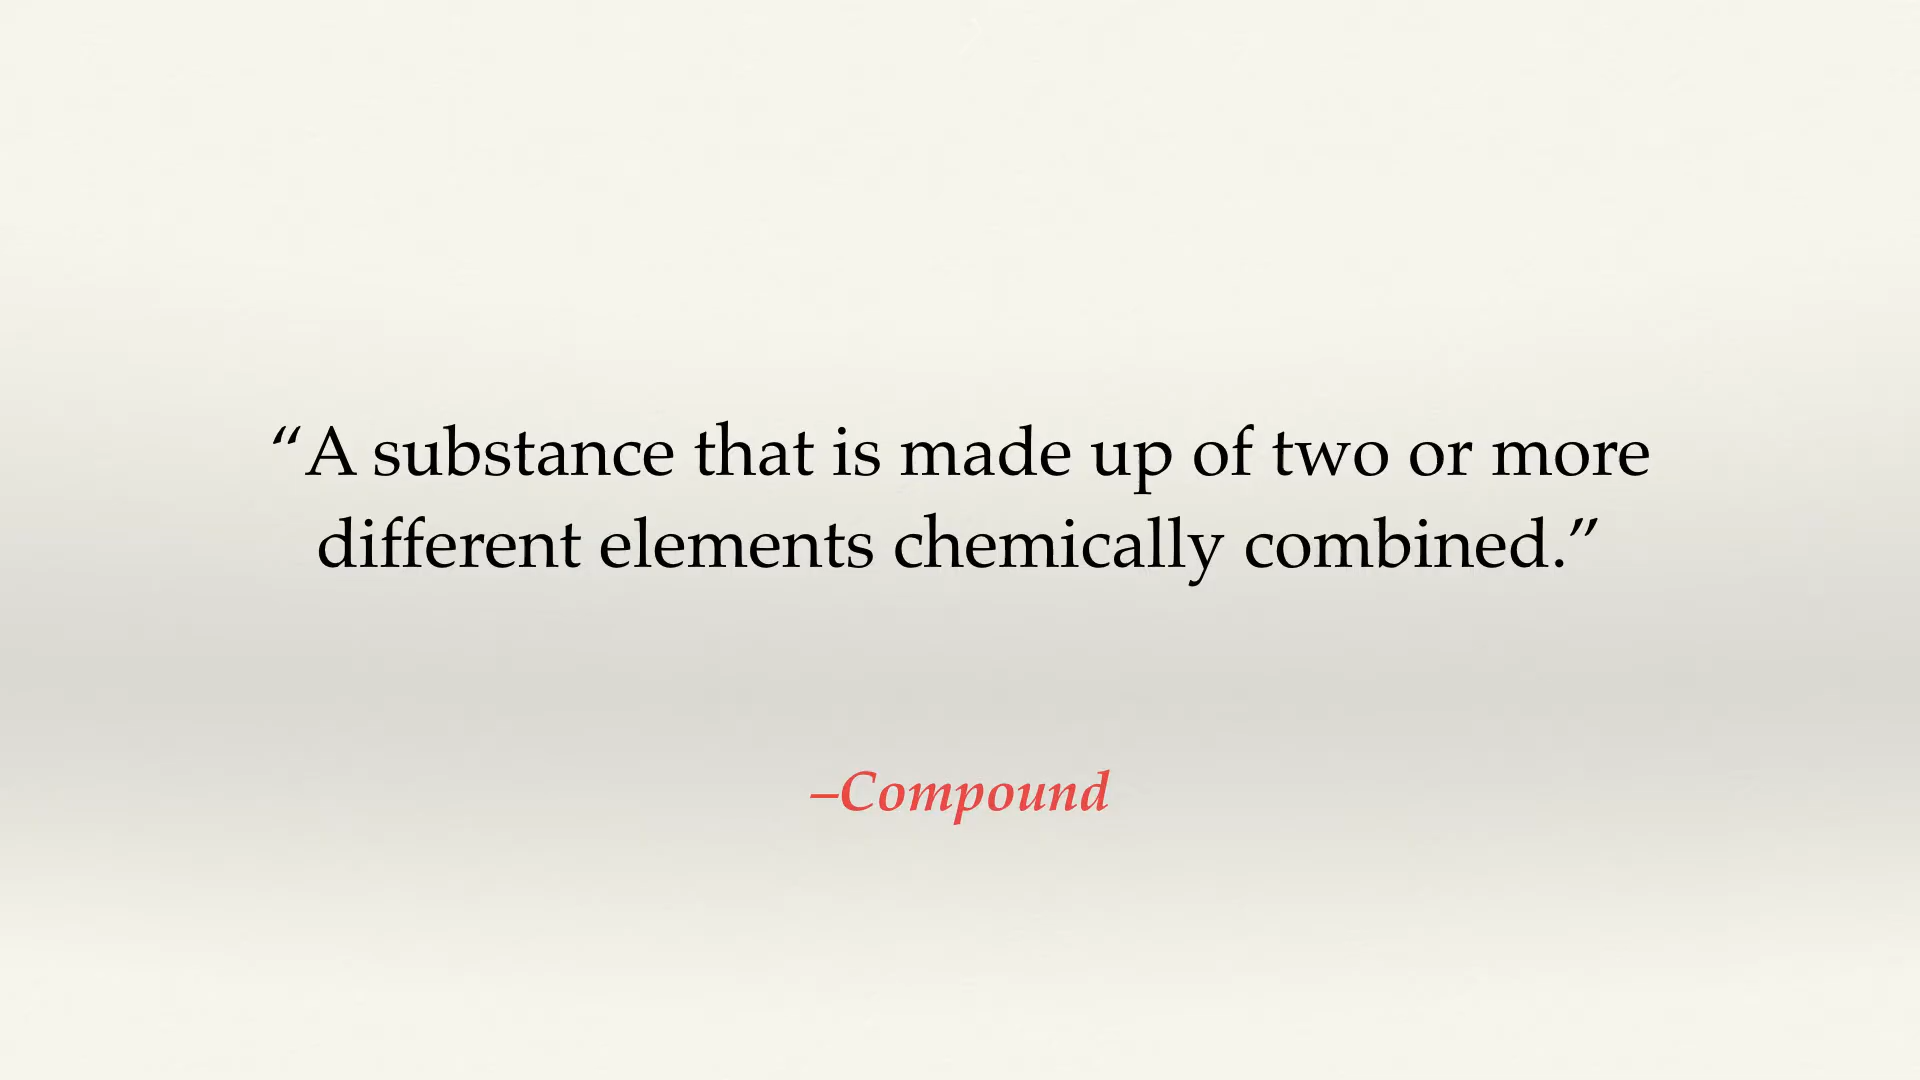 “A substance that is made up of two or more
different elements chemically combined.”
–Compound